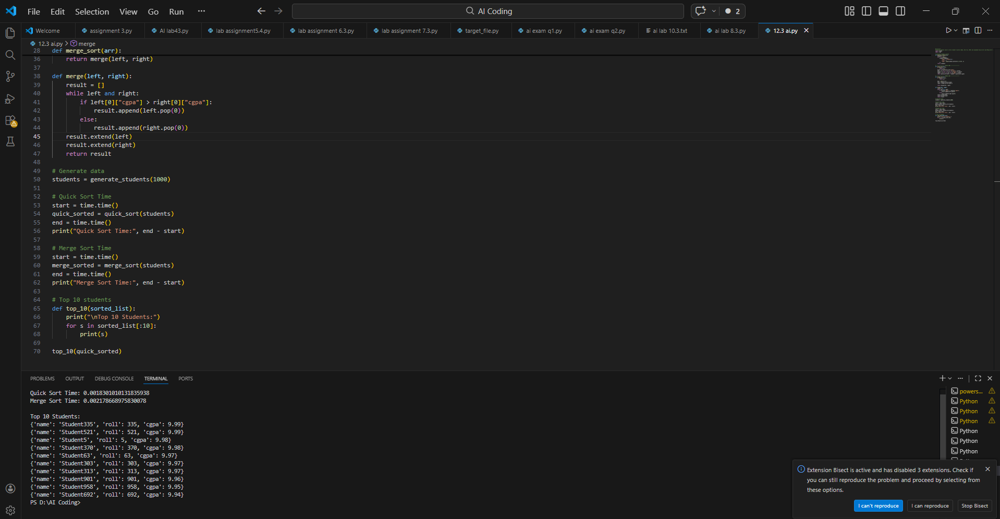 File Edit Selection View Go Run ··· AI Coding 2
Welcome assignment 3.py AI lab43.py lab assignment5.4.py lab assignment 6.3.py lab assignment 7.3.py target_file.py ai exam q1.py ai exam q2.py ai lab 10.3.txt ai lab 8.3.py 12.3 ai.py
12.3 ai.py > merge
28 def merge_sort(arr):
36 return merge(left, right)
37
38 def merge(left, right):
39 result = []
40 while left and right:
41 if left[0]["cgpa"] > right[0]["cgpa"]:
42 result.append(left.pop(0))
43 else:
44 result.append(right.pop(0))
45 result.extend(left)
46 result.extend(right)
47 return result
48
49 # Generate data
50 students = generate_students(1000)
51
52 # Quick Sort Time
53 start = time.time()
54 quick_sorted = quick_sort(students)
55 end = time.time()
56 print("Quick Sort Time:", end - start)
57
58 # Merge Sort Time
59 start = time.time()
60 merge_sorted = merge_sort(students)
61 end = time.time()
62 print("Merge Sort Time:", end - start)
63
64 # Top 10 students
65 def top_10(sorted_list):
66 print("\nTop 10 Students:")
67 for s in sorted_list[:10]:
68 print(s)
69
70 top_10(quick_sorted)
PROBLEMS OUTPUT DEBUG CONSOLE TERMINAL PORTS
Quick Sort Time: 0.0018301010131835938
Merge Sort Time: 0.002178668975830078
Top 10 Students:
{'name': 'Student335', 'roll': 335, 'cgpa': 9.99}
{'name': 'Student521', 'roll': 521, 'cgpa': 9.99}
{'name': 'Student5', 'roll': 5, 'cgpa': 9.98}
{'name': 'Student370', 'roll': 370, 'cgpa': 9.98}
{'name': 'Student63', 'roll': 63, 'cgpa': 9.97}
{'name': 'Student303', 'roll': 303, 'cgpa': 9.97}
{'name': 'Student313', 'roll': 313, 'cgpa': 9.97}
{'name': 'Student901', 'roll': 901, 'cgpa': 9.96}
{'name': 'Student958', 'roll': 958, 'cgpa': 9.95}
{'name': 'Student692', 'roll': 692, 'cgpa': 9.94}
PS D:\AI Coding>
powers...
Python
Python
Python
Python
Python
Python
Extension Bisect is active and has disabled 3 extensions. Check if
you can still reproduce the problem and proceed by selecting from
these options.
I can't reproduce I can reproduce Stop Bisect